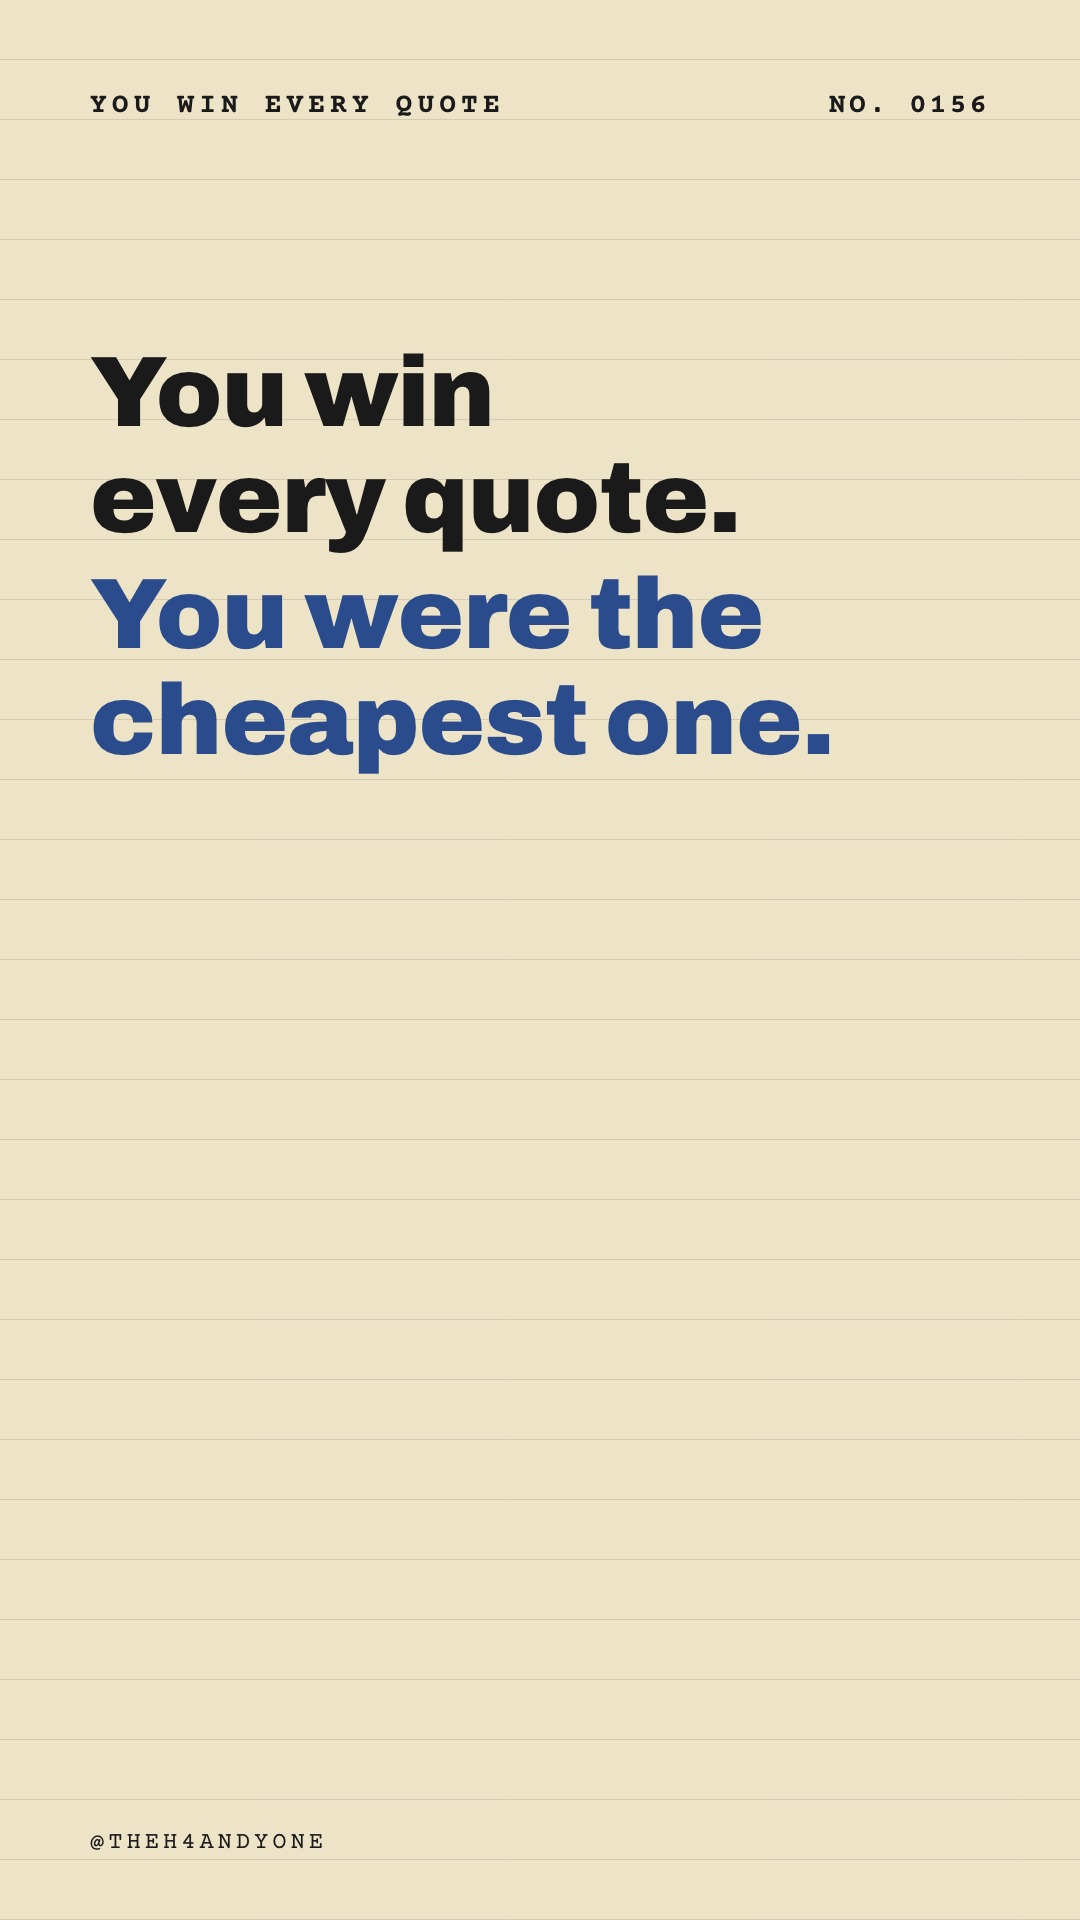 YOU WIN EVERY QUOTE
NO. 0156
You win
every quote.
You were the
cheapest one.
@THEH4ANDYONE